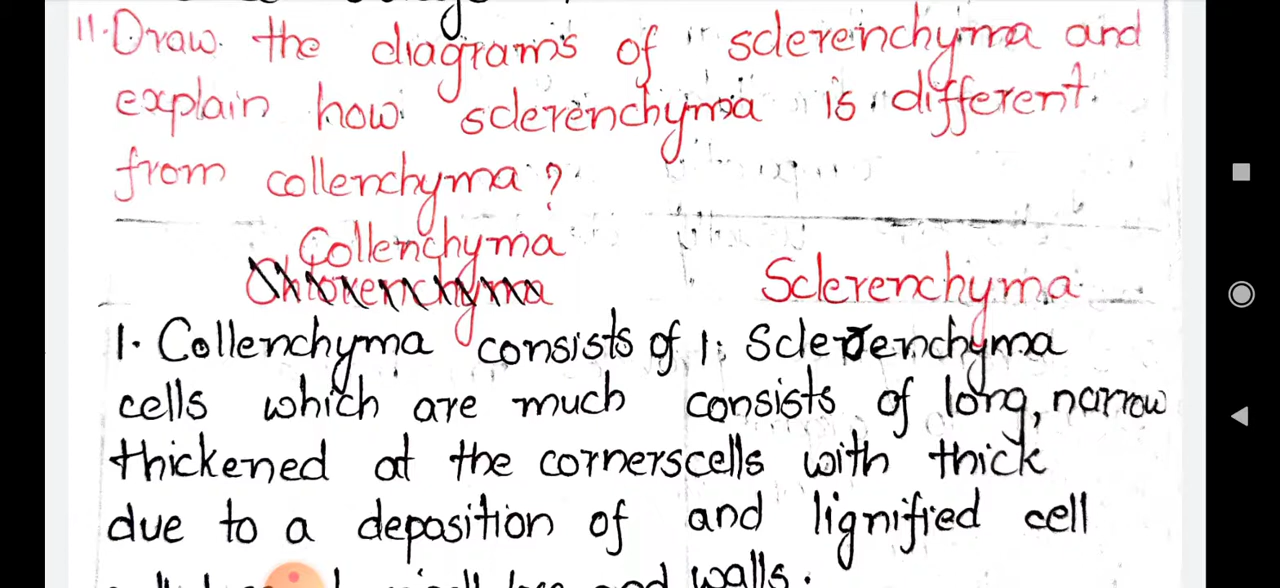 11. Draw the diagrams of sclerenchyma and
explain how sclerenchyma is different
from collenchyma?
Collenchyma
Sclerenchyma
1. Collenchyma consists of
cells which are much
thickened at the corners
due to a deposition of
1. Sclerenchyma
consists of long, narrow
cells with thick
and lignified cell
walls.